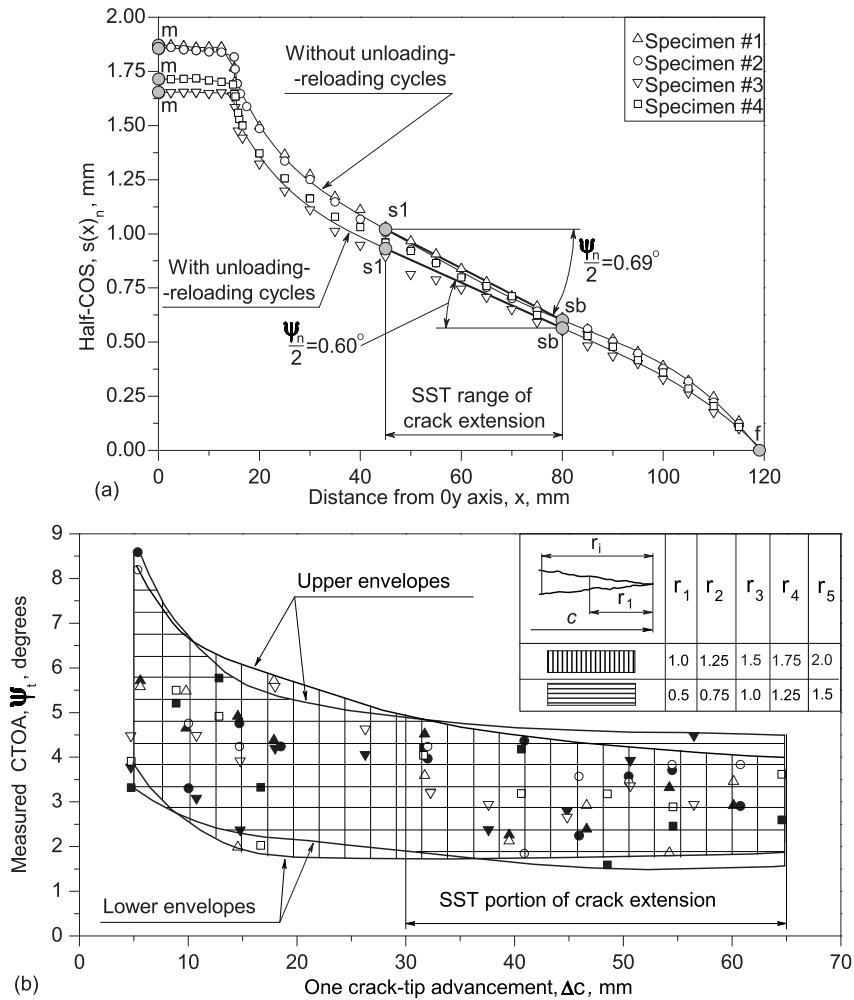 2.00
1.75
1.50
1.25
1.00
0.75
0.50
0.25
0.00
Half-COS, s(x)n, mm
m
m
m
Without unloading-
-reloading cycles
△Specimen #1
○Specimen #2
▽Specimen #3
□Specimen #4
s1
s1
With unloading-
-reloading cycles
Ψn/2=0.69°
Ψn/2=0.60°
sb
sb
SST range of
crack extension
f
0 20 40 60 80 100 120
(a)
Distance from 0y axis, x, mm
9
8
7
6
5
4
3
2
1
0
Measured CTOA, Ψt, degrees
Upper envelopes
ri
r1
c
r1 r2 r3 r4 r5
1.0 1.25 1.5 1.75 2.0
0.5 0.75 1.0 1.25 1.5
Lower envelopes
SST portion of crack extension
0 10 20 30 40 50 60 70
(b)
One crack-tip advancement, Δc, mm